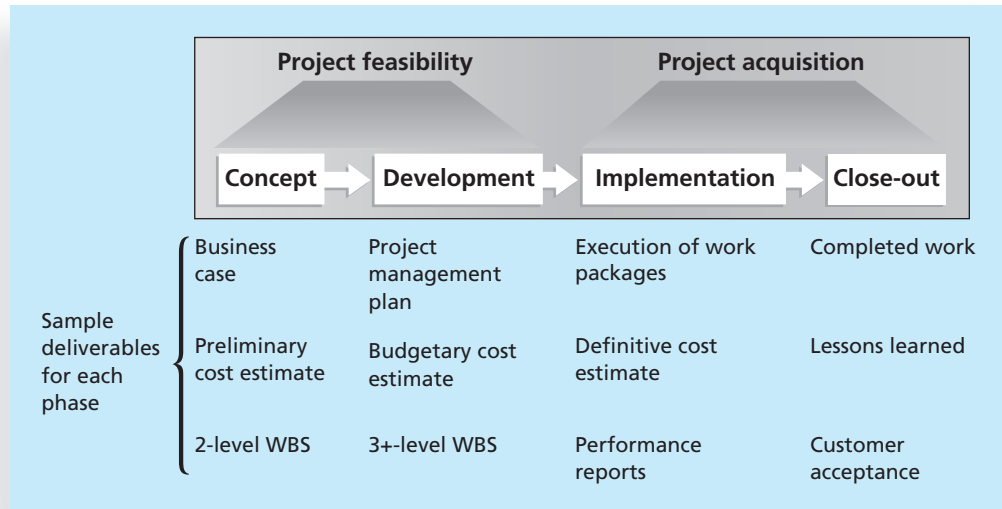 Project feasibility
Project acquisition
Concept
Development
Implementation
Close-out
Sample
deliverables
for each
phase
Business
case
Project
management
plan
Execution of work
packages
Completed work
Preliminary
cost estimate
Budgetary cost
estimate
Definitive cost
estimate
Lessons learned
2-level WBS
3+-level WBS
Performance
reports
Customer
acceptance